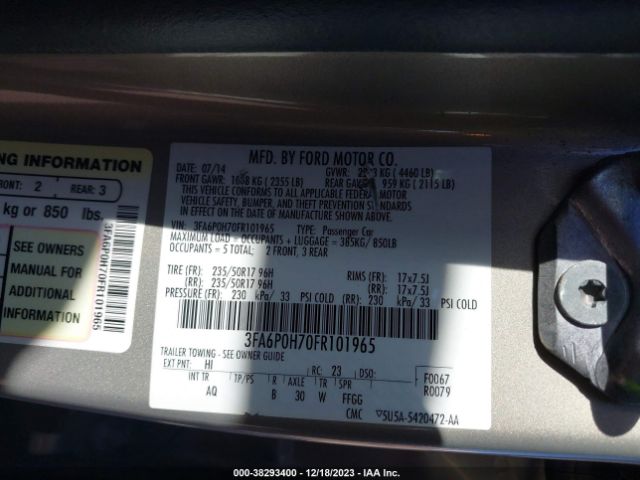 NG INFORMATION
FRONT: 2 REAR: 3
kg or 850 lbs.
SEE OWNERS
MANUAL FOR
ADDITIONAL
INFORMATION
3FA6P0H70FR101965
MFD. BY FORD MOTOR CO.
DATE: 07/14 GVWR: KG ( 4460 LB)
FRONT GAWR: KG ( 2355 LB) REAR 959 KG ( 2115 LB)
THIS VEHICLE CONFORMS TO ALL APPLICABLE FEDERAL MOTOR
VEHICLE SAFETY, BUMPER, AND THEFT PREVENTION STANDARDS
IN EFFECT ON THE DATE OF MANUFACTURE SHOWN ABOVE.
VIN: 3FA6P0H70FR101965 TYPE: Passenger Car
MAXIMUM LOAD = OCCUPANTS + LUGGAGE = 385KG/850LB
OCCUPANTS = 5 TOTAL: 2 FRONT, 3 REAR
TIRE (FR): 235/50R17 96H RIMS (FR): 17x7.5J
(RR): 235/50R17 96H (RR): 17x7.5J
PRESSURE (FR): 230 kPa/ 33 PSI COLD (RR): 230 kPa/ 33 PSI COLD
3FA6P0H70FR101965
TRAILER TOWING - SEE OWNER GUIDE
EXT PNT: HI RC: 23 DSO:
INT TR TP/PS R AXLE TR SPR F0067
AQ B 30 W FFGG R0079
CMC 5U5A-5420472-AA
000-38293400 - 12/18/2023 - IAAI.COM